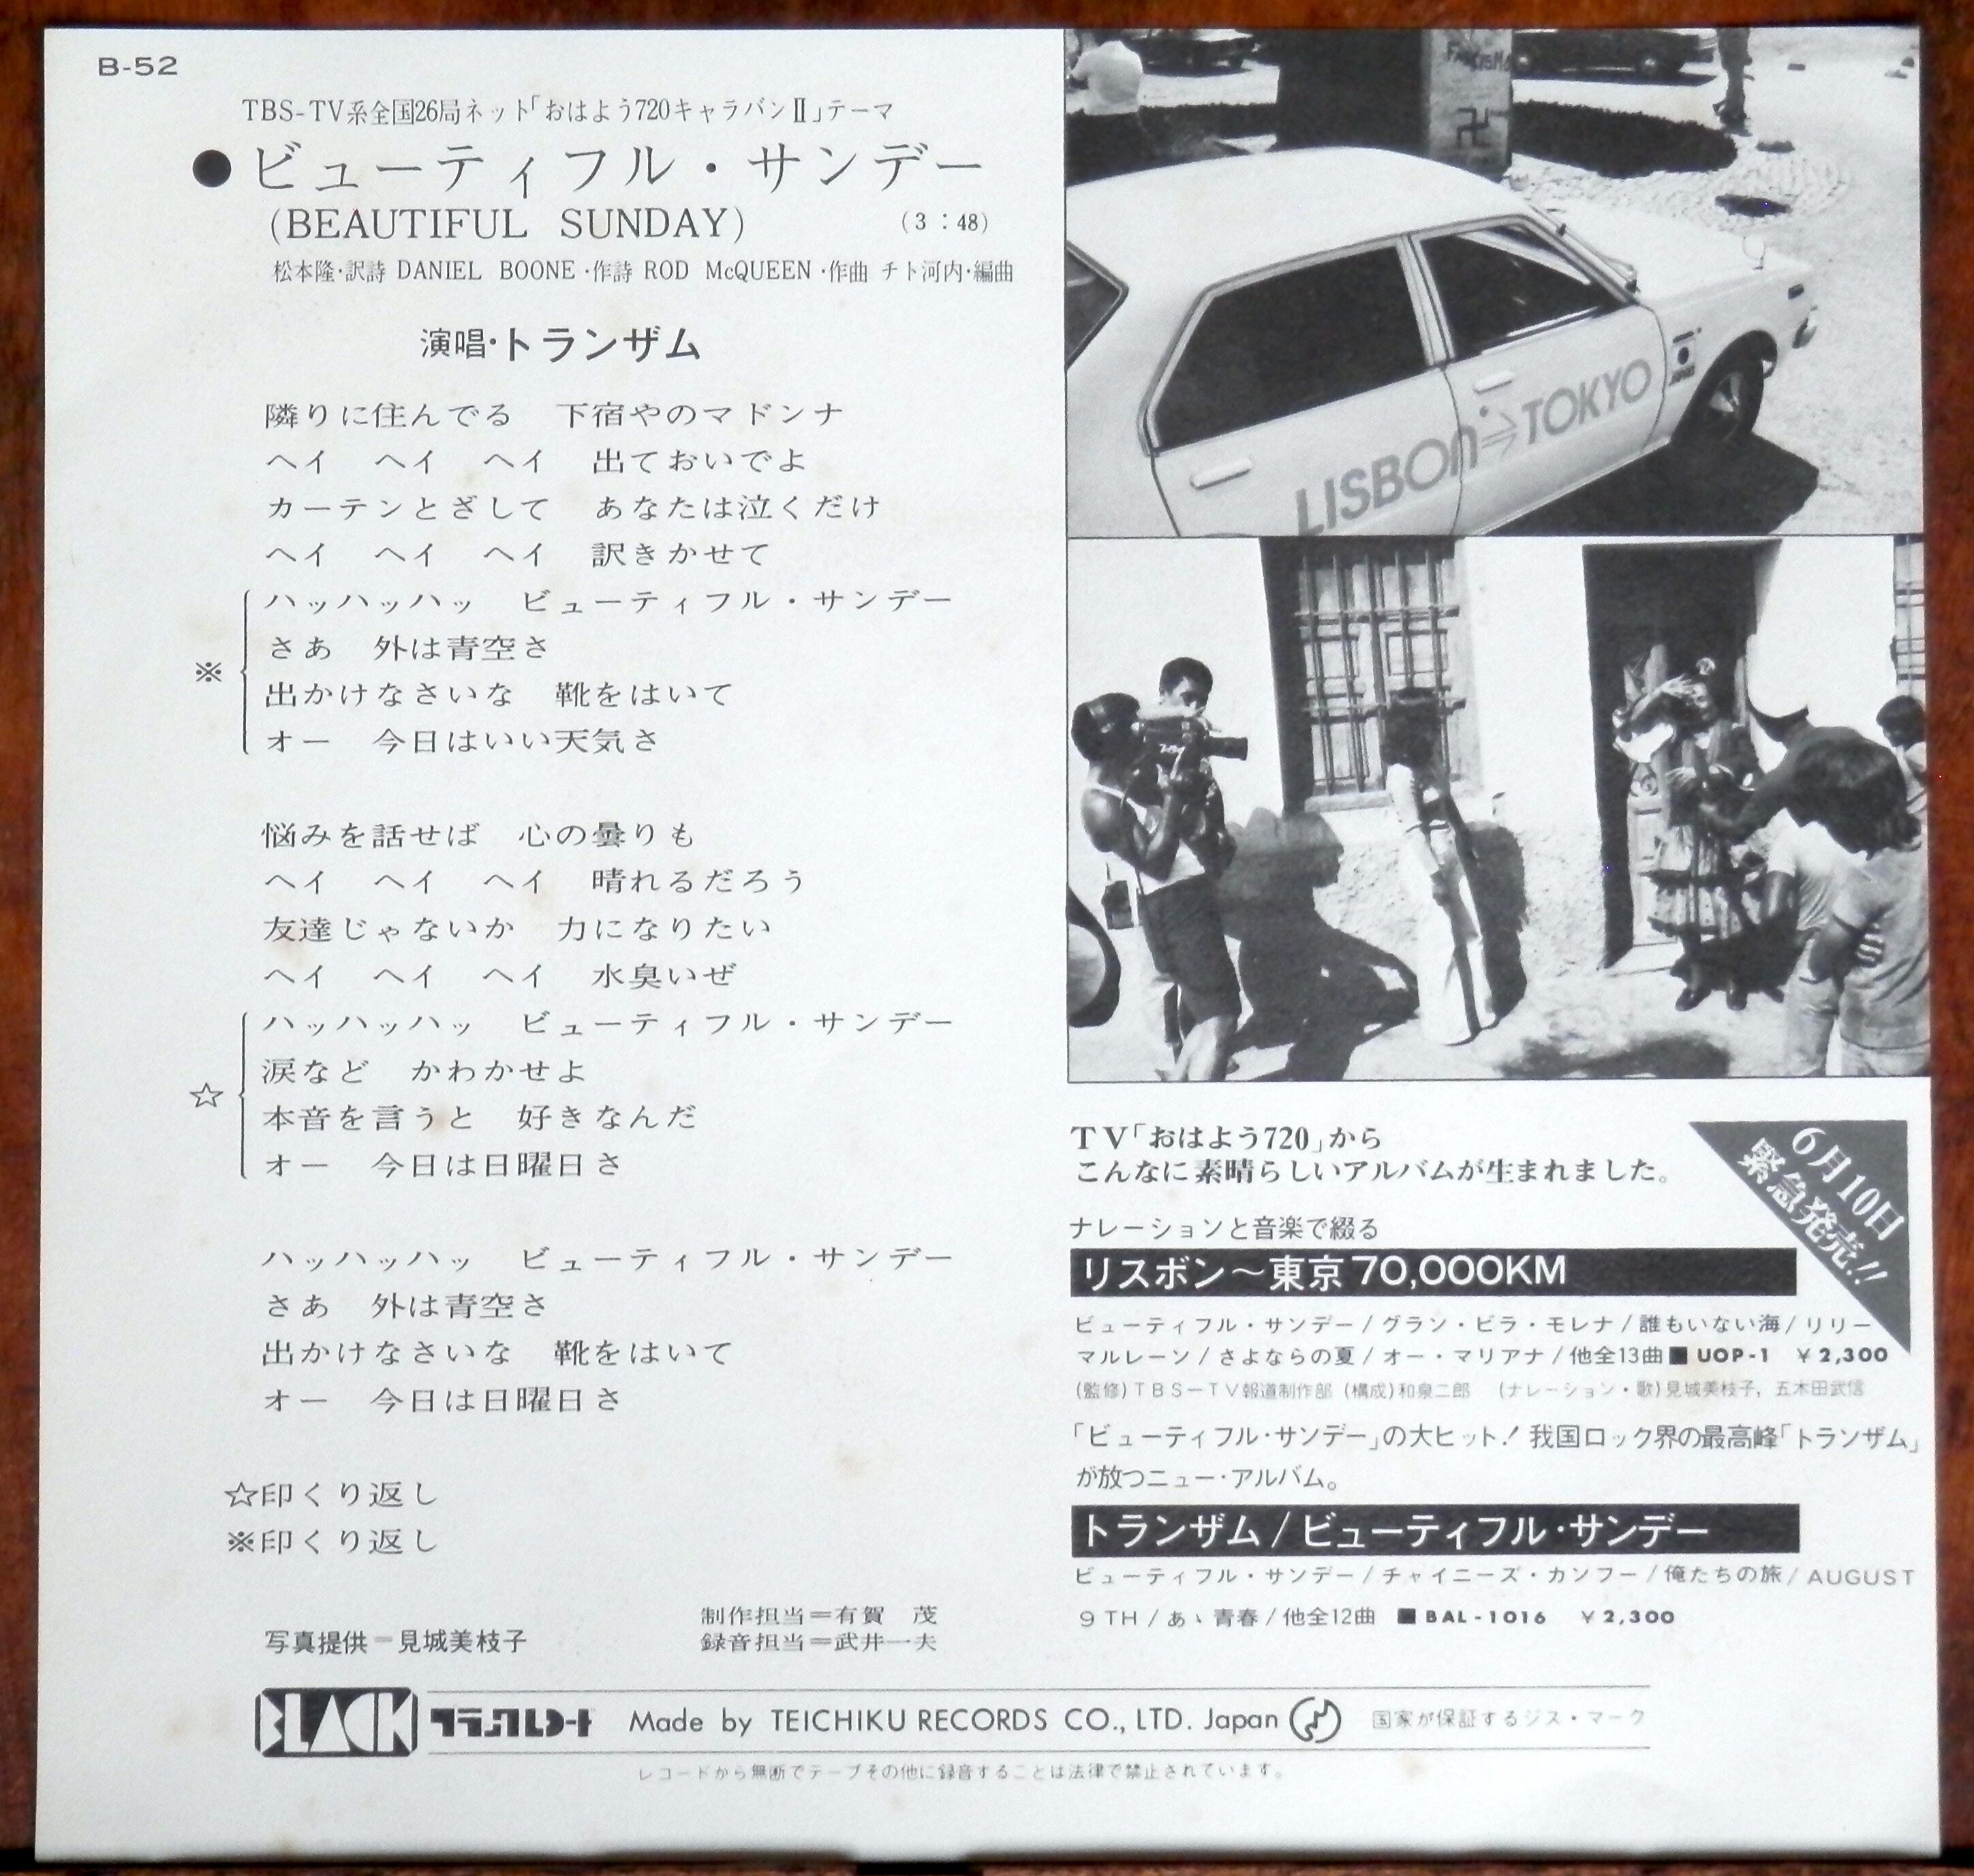 B-52
TBS-TV系全国26局ネット「おはよう720キャラバンⅡ」テーマ
●ビューティフル・サンデー
(BEAUTIFUL SUNDAY) (3:48)
松本隆・訳詩 DANIEL BOONE・作詩 ROD McQUEEN・作曲 チト河内・編曲
演唱・トランザム
隣りに住んでる 下宿やのマドンナ
ヘイ ヘイ ヘイ 出ておいでよ
カーテンとざして あなたは泣くだけ
ヘイ ヘイ ヘイ 訳きかせて
ハッハッハッ ビューティフル・サンデー
さあ 外は青空さ
※
出かけなさいな 靴をはいて
オー 今日はいい天気さ
悩みを話せば 心の曇りも
ヘイ ヘイ ヘイ 晴れるだろう
友達じゃないか 力になりたい
ヘイ ヘイ ヘイ 水臭いぜ
ハッハッハッ ビューティフル・サンデー
涙など かわかせよ
☆
本音を言うと 好きなんだ
オー 今日は日曜日さ
ハッハッハッ ビューティフル・サンデー
さあ 外は青空さ
出かけなさいな 靴をはいて
オー 今日は日曜日さ
☆印くり返し
※印くり返し
写真提供＝見城美枝子
制作担当＝有賀 茂
録音担当＝武井一夫
LISBON⇒TOKYO
TV「おはよう720」から
こんなに素晴らしいアルバムが生まれました。
6月10日
緊急発売!!
ナレーションと音楽で綴る
リスボン～東京70,000KM
ビューティフル・サンデー/グラン・ビラ・モレナ/誰もいない海/リリー
マルレーン/さよならの夏/オー・マリアナ/他全13曲■UOP-1 ¥2,300
(監修)TBS−TV報道制作部 (構成)和泉二郎 (ナレーション・歌)見城美枝子, 五木田武信
「ビューティフル・サンデー」の大ヒット! 我国ロック界の最高峰「トランザム」
が放つニュー・アルバム。
トランザム/ビューティフル・サンデー
ビューティフル・サンデー/チャイニーズ・カンフー/俺たちの旅/AUGUST
9TH/あゝ青春/他全12曲 ■BAL-1016 ¥2,300
BLACK ブラックレコード Made by TEICHIKU RECORDS CO., LTD. Japan 国家が保証するジス・マーク
レコードから無断でテープその他に録音することは法律で禁止されています。